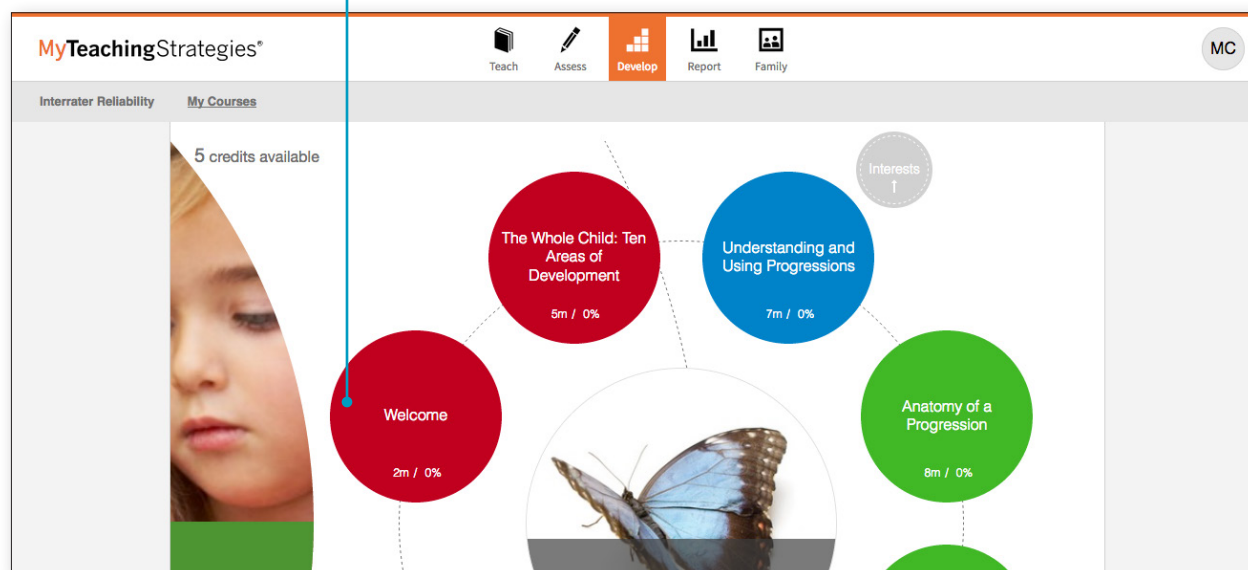 MyTeachingStrategies®
Teach
Assess
Develop
Report
Family
MC
Interrater Reliability
My Courses
5 credits available
Interests
↑
The Whole Child: Ten
Areas of
Development
5m / 0%
Understanding and
Using Progressions
7m / 0%
Welcome
2m / 0%
Anatomy of a
Progression
8m / 0%